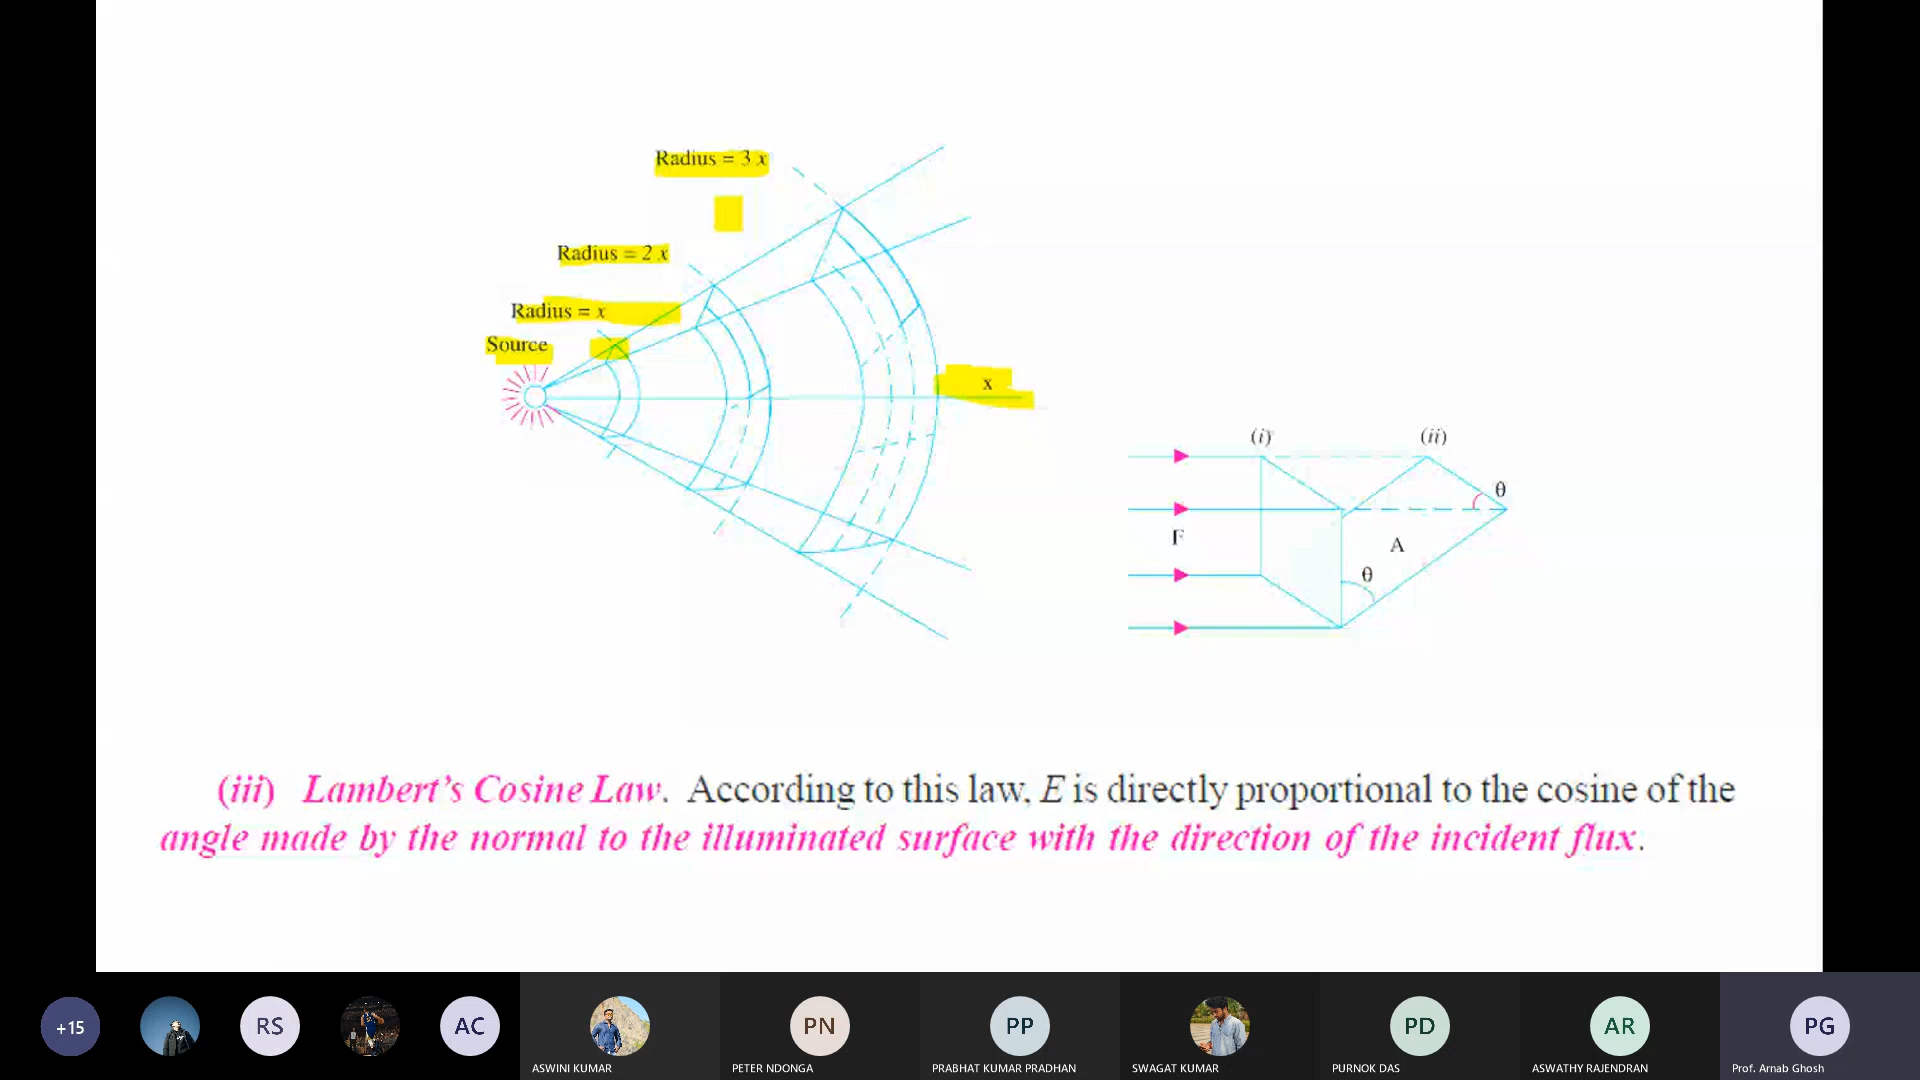 Radius = 3 x
Radius = 2 x
Radius = x
Source
x
(i)
(ii)
θ
F
A
θ
(iii) Lambert's Cosine Law. According to this law, E is directly proportional to the cosine of the
angle made by the normal to the illuminated surface with the direction of the incident flux.
+15
RS
AC
PN
PP
PD
AR
PG
ASWINI KUMAR
PETER NDONGA
PRABHAT KUMAR PRADHAN
SWAGAT KUMAR
PURNOK DAS
ASWATHY RAJENDRAN
Prof. Arnab Ghosh